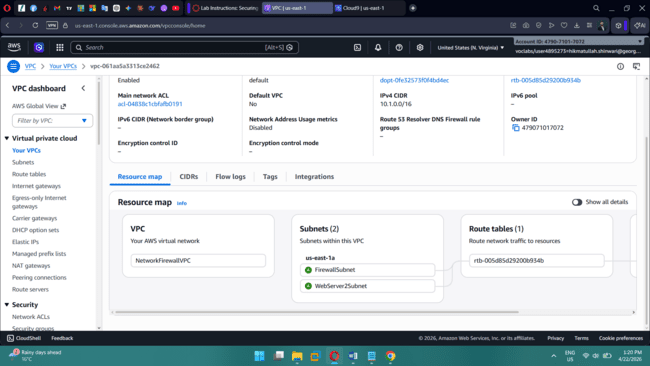 Lab Instructions: Securing
VPC | us-east-1
Cloud9 | us-east-1
VPN
us-east-1.console.aws.amazon.com/vpcconsole/home
AI
aws
Search
[Alt+S]
United States (N. Virginia)
Account ID: 4790-7101-7072
voclabs/user4895273=hikmatullah.shinwari@georg...
VPC
Your VPCs
vpc-061aa5a3313ce2462
VPC dashboard
AWS Global View
Filter by VPC:
Virtual private cloud
Your VPCs
Subnets
Route tables
Internet gateways
Egress-only Internet gateways
Carrier gateways
DHCP option sets
Elastic IPs
Managed prefix lists
NAT gateways
Peering connections
Route servers
Security
Network ACLs
Security groups
Enabled
default
dopt-0fe32573f0f4bd4ec
rtb-005d85d29200b934b
Main network ACL
acl-04838c1cbfafb0191
Default VPC
No
IPv4 CIDR
10.1.0.0/16
IPv6 pool
–
IPv6 CIDR (Network border group)
–
Network Address Usage metrics
Disabled
Route 53 Resolver DNS Firewall rule groups
–
Owner ID
479071017072
Encryption control ID
–
Encryption control mode
–
Resource map
CIDRs
Flow logs
Tags
Integrations
Resource map
Info
Show all details
VPC
Your AWS virtual network
NetworkFirewallVPC
Subnets (2)
Subnets within this VPC
us-east-1a
FirewallSubnet
WebServer2Subnet
Route tables (1)
Route network traffic to resources
rtb-005d85d29200b934b
CloudShell
Feedback
© 2026, Amazon Web Services, Inc. or its affiliates.
Privacy
Terms
Cookie preferences
Rainy days ahead
50°C
ENG
US
1:20 PM
4/22/2026